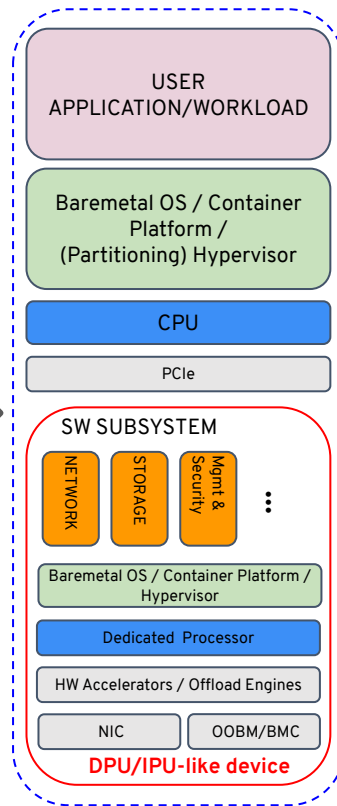 USER
APPLICATION/WORKLOAD
Baremetal OS / Container
Platform /
(Partitioning) Hypervisor
CPU
PCIe
SW SUBSYSTEM
NETWORK
STORAGE
Mgmt &
Security
...
Baremetal OS / Container Platform /
Hypervisor
Dedicated Processor
HW Accelerators / Offload Engines
NIC
OOBM/BMC
DPU/IPU-like device